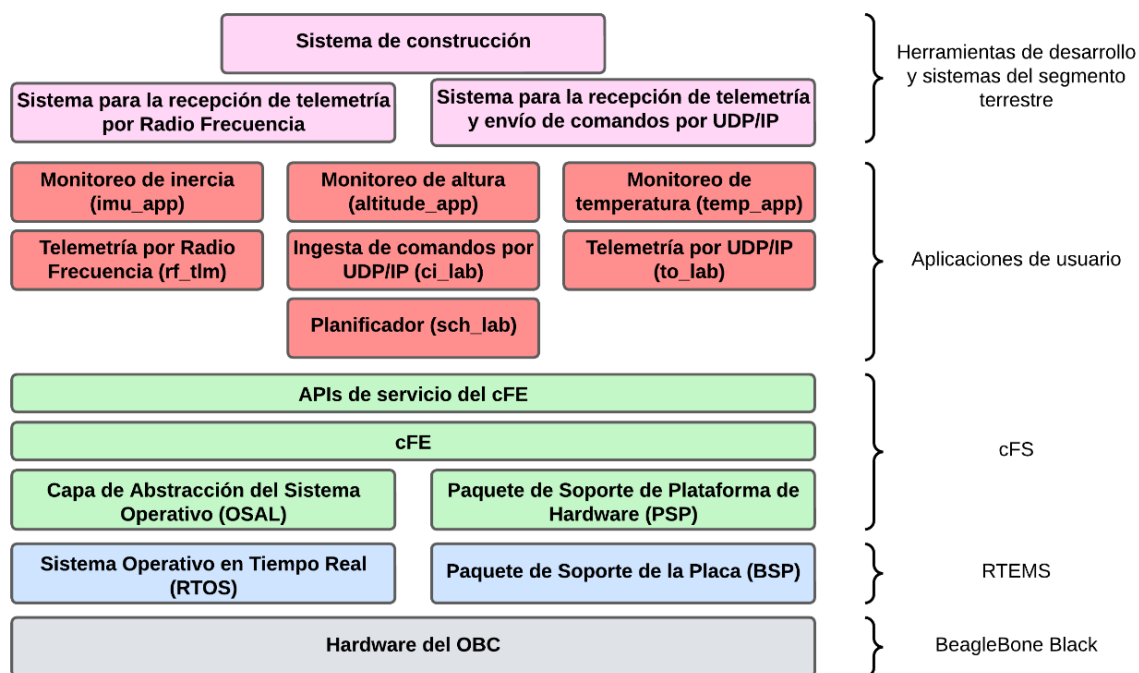 Sistema de construcción
Sistema para la recepción de telemetría
por Radio Frecuencia
Sistema para la recepción de telemetría
y envío de comandos por UDP/IP
Herramientas de desarrollo
y sistemas del segmento
terrestre
Monitoreo de inercia
(imu_app)
Monitoreo de altura
(altitude_app)
Monitoreo de
temperatura (temp_app)
Telemetría por Radio
Frecuencia (rf_tlm)
Ingesta de comandos por
UDP/IP (ci_lab)
Telemetría por UDP/IP
(to_lab)
Planificador (sch_lab)
Aplicaciones de usuario
APIs de servicio del cFE
cFE
Capa de Abstracción del Sistema
Operativo (OSAL)
Paquete de Soporte de Plataforma de
Hardware (PSP)
cFS
Sistema Operativo en Tiempo Real
(RTOS)
Paquete de Soporte de la Placa (BSP)
RTEMS
Hardware del OBC
BeagleBone Black